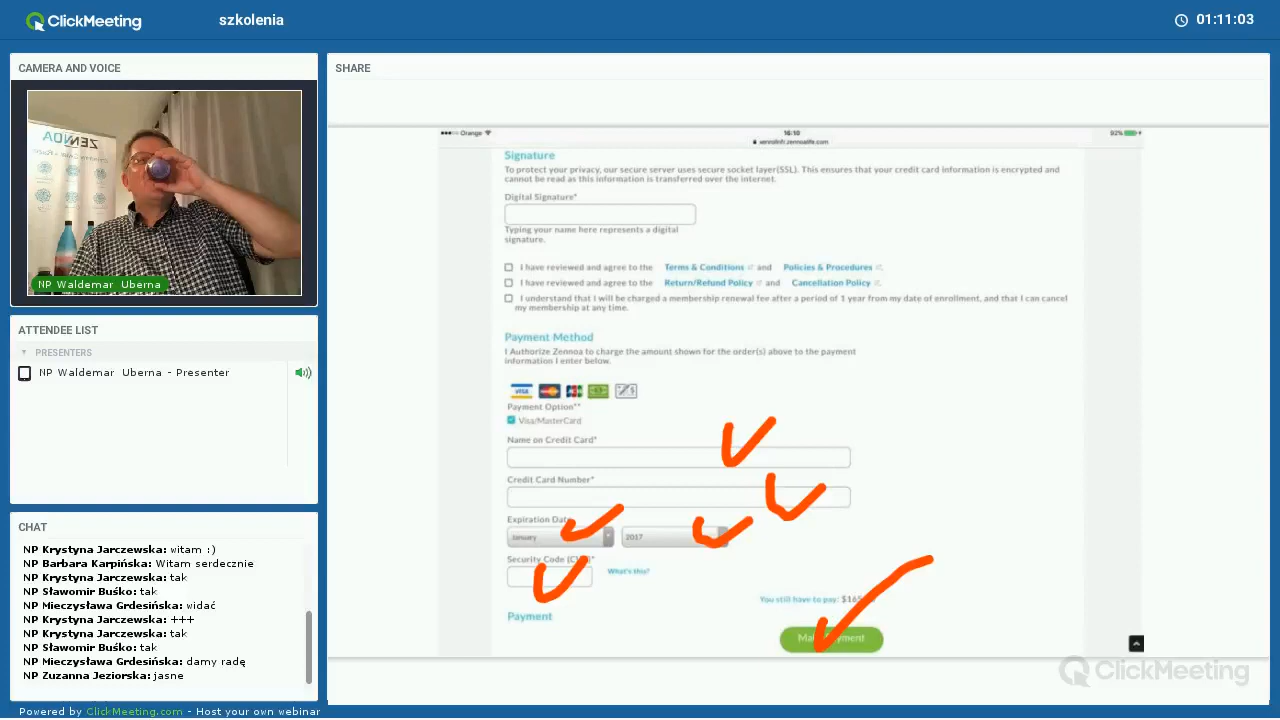 ClickMeeting
szkolenia
01:11:03
CAMERA AND VOICE
ZENNOA
NP Waldemar Uberna
ATTENDEE LIST
PRESENTERS
NP Waldemar Uberna - Presenter
CHAT
NP Krystyna Jarczewska: witam :)
NP Barbara Karpińska: Witam serdecznie
NP Krystyna Jarczewska: tak
NP Sławomir Buśko: tak
NP Mieczysława Grdesińska: widać
NP Krystyna Jarczewska: +++
NP Krystyna Jarczewska: tak
NP Sławomir Buśko: tak
NP Mieczysława Grdesińska: damy radę
NP Zuzanna Jeziorska: jasne
Powered by ClickMeeting.com - Host your own webinar
SHARE
Orange
16:10
92%
Signature
To protect your privacy, our secure server uses secure socket layer(SSL). This ensures that your credit card information is encrypted and
cannot be read as this information is transferred over the internet.
Digital Signature*
Typing your name here represents a digital
signature.
I have reviewed and agree to the Terms & Conditions and Policies & Procedures .
I have reviewed and agree to the Return/Refund Policy and Cancellation Policy .
I understand that I will be charged a membership renewal fee after a period of 1 year from my date of enrollment, and that I can cancel
my membership at any time.
Payment Method
I Authorize Zennoa to charge the amount shown for the order(s) above to the payment
information I enter below.
VISA
Payment Option**
Visa/MasterCard
Name on Credit Card*
Credit Card Number*
Expiration Date
January
2017
Security Code
What's this?
You still have to pay: $165
Payment
Make Payment
ClickMeeting